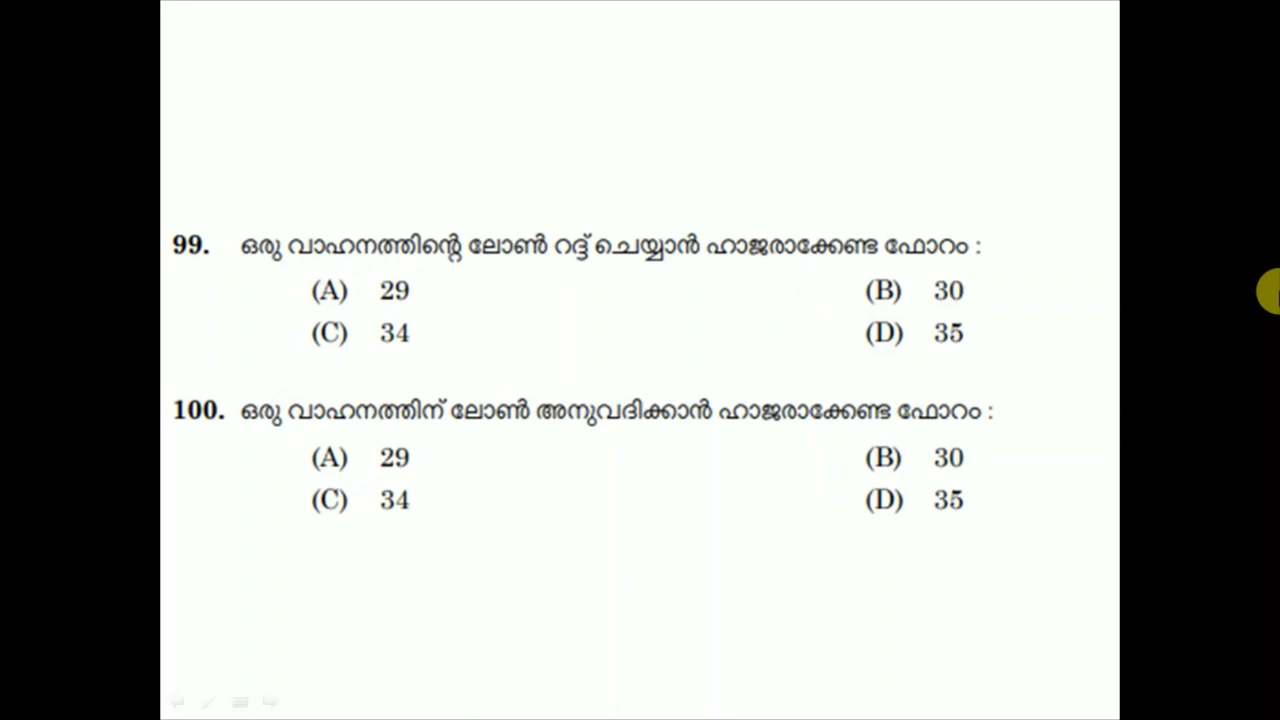 99. ഒരു വാഹനത്തിന്റെ ലോൺ റദ്ദ് ചെയ്യാൻ ഹാജരാക്കേണ്ട ഫോറം :
(A) 29 (B) 30
(C) 34 (D) 35
100. ഒരു വാഹനത്തിന് ലോൺ അനുവദിക്കാൻ ഹാജരാക്കേണ്ട ഫോറം :
(A) 29 (B) 30
(C) 34 (D) 35